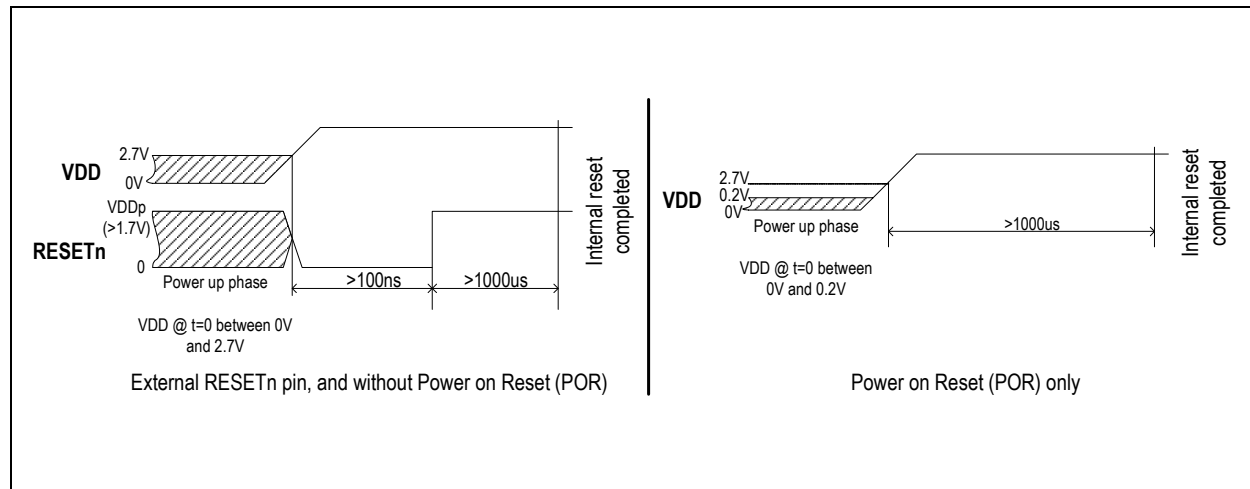 VDD
2.7V
0V
VDDp
(>1.7V)
RESETn
0
Power up phase
>100ns
>1000us
Internal reset
completed
VDD @ t=0 between 0V
and 2.7V
External RESETn pin, and without Power on Reset (POR)
VDD
2.7V
0.2V
0V
Power up phase
>1000us
Internal reset
completed
VDD @ t=0 between
0V and 0.2V
Power on Reset (POR) only